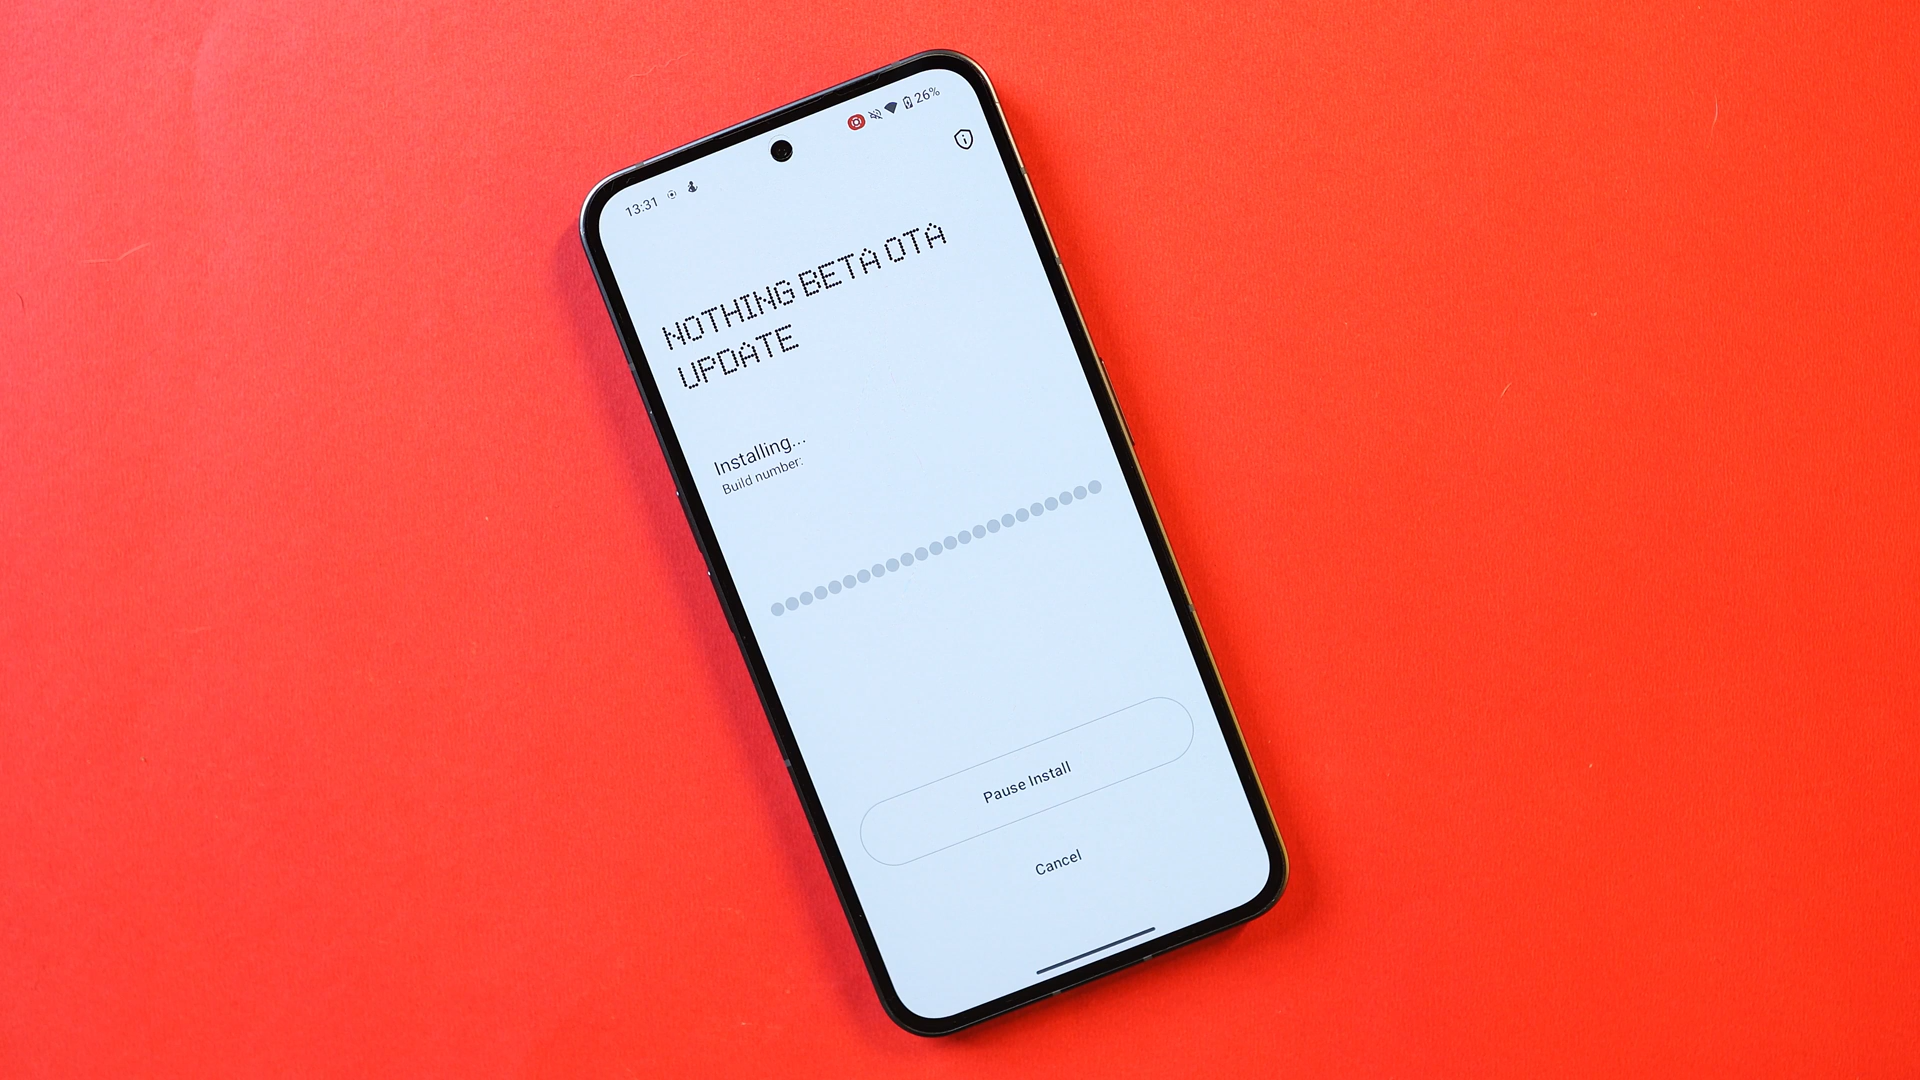 13:31
26%
NOTHING BETA OTA
UPDATE
Installing...
Build number:
Pause Install
Cancel